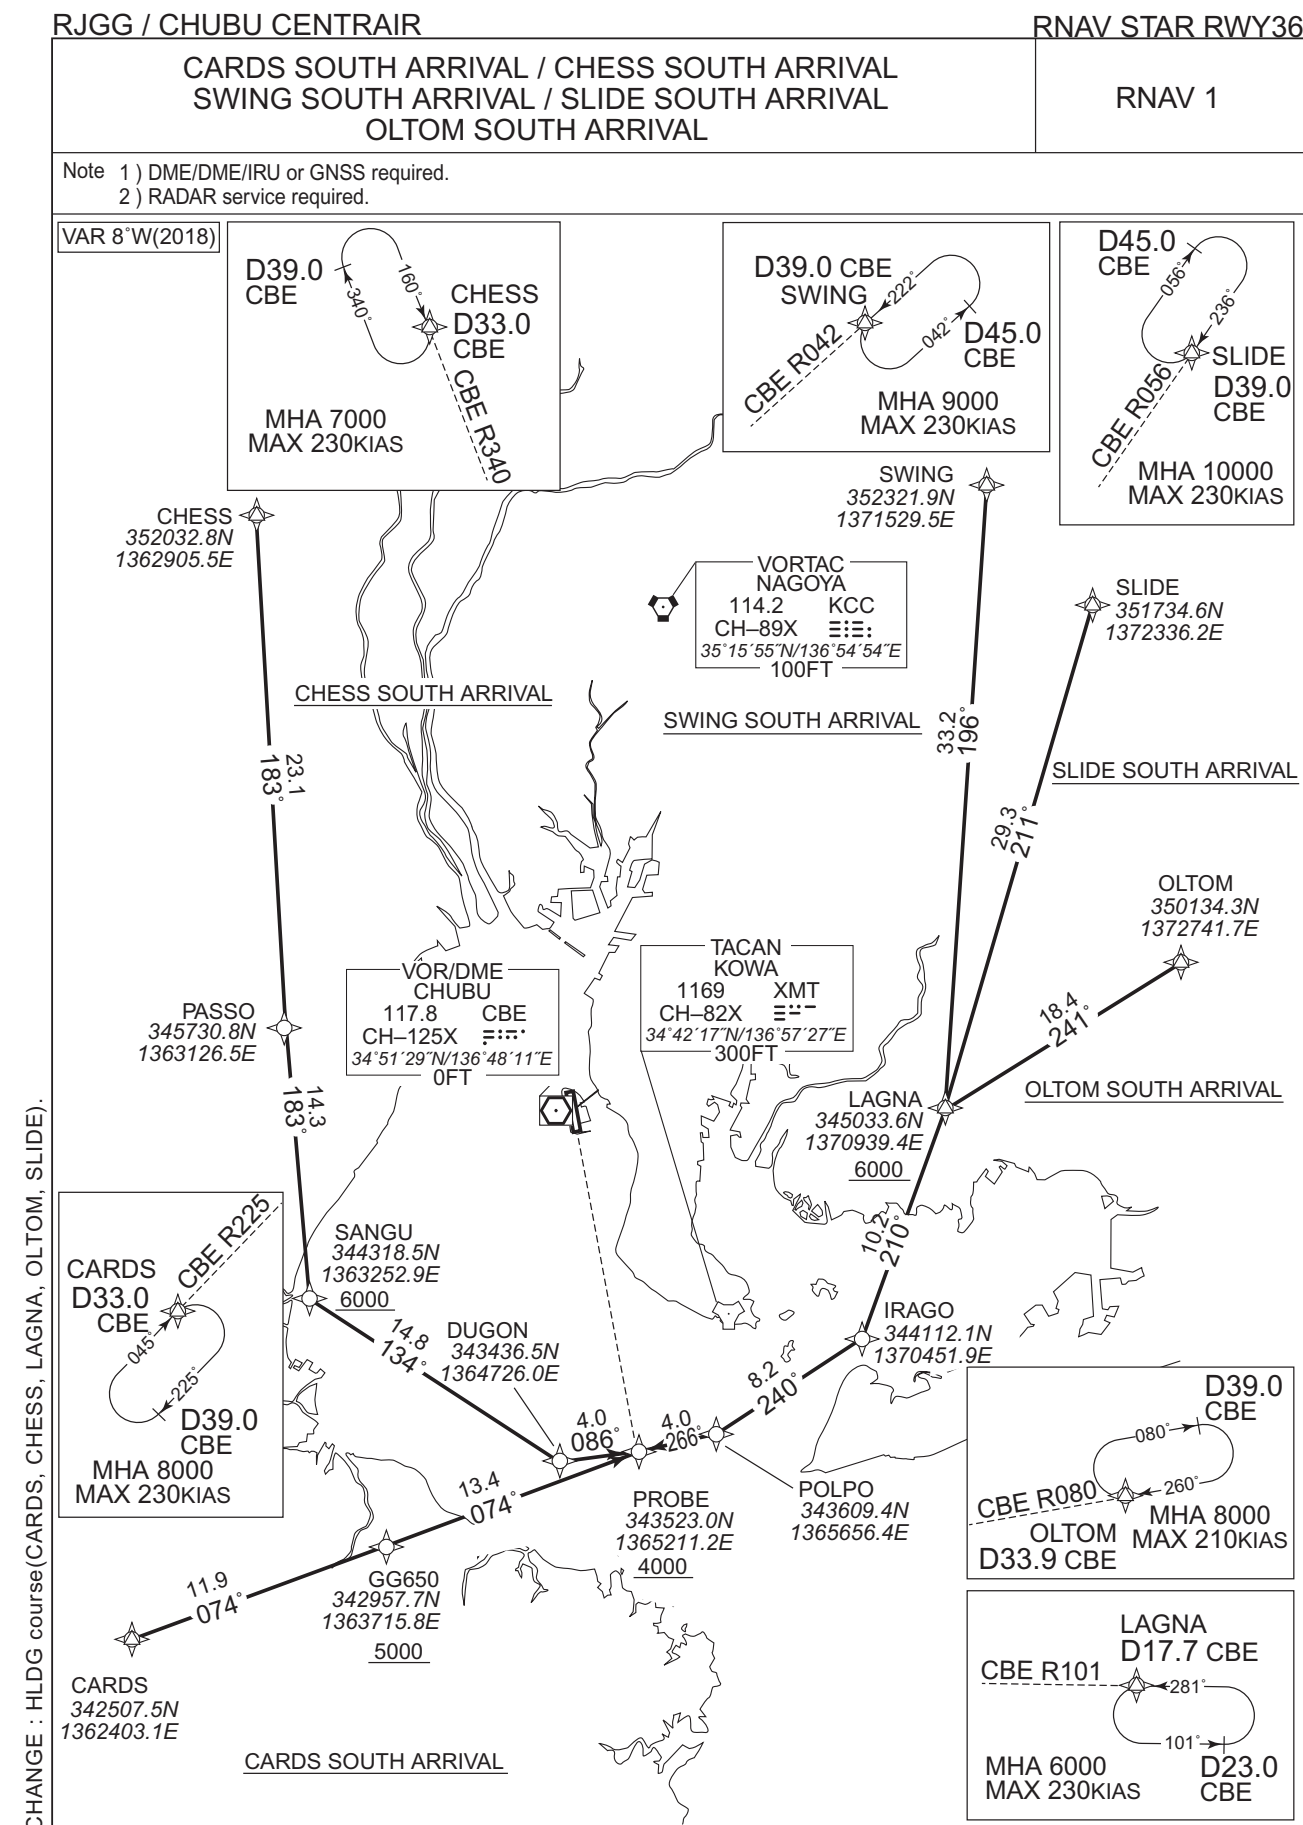 RJGG / CHUBU CENTRAIR
RNAV STAR RWY36
CARDS SOUTH ARRIVAL / CHESS SOUTH ARRIVAL
SWING SOUTH ARRIVAL / SLIDE SOUTH ARRIVAL
OLTOM SOUTH ARRIVAL
RNAV 1
Note 1 ) DME/DME/IRU or GNSS required.
2 ) RADAR service required.
VAR 8°W(2018)
D39.0
CBE
340°
160°
CHESS
D33.0
CBE
CBE R340
MHA 7000
MAX 230KIAS
D39.0 CBE
SWING
222°
042°
D45.0
CBE
CBE R042
MHA 9000
MAX 230KIAS
D45.0
CBE
056°
236°
SLIDE
D39.0
CBE
CBE R056
MHA 10000
MAX 230KIAS
CHESS
352032.8N
1362905.5E
SWING
352321.9N
1371529.5E
VORTAC
NAGOYA
114.2 KCC
CH–89X
35°15´55˝N/136°54´54˝E
100FT
SLIDE
351734.6N
1372336.2E
CHESS SOUTH ARRIVAL
SWING SOUTH ARRIVAL
33.2
196°
23.1
183°
SLIDE SOUTH ARRIVAL
29.3
211°
OLTOM
350134.3N
1372741.7E
VOR/DME
CHUBU
117.8 CBE
CH–125X
34°51´29˝N/136°48´11˝E
0FT
TACAN
KOWA
1169 XMT
CH–82X
34°42´17˝N/136°57´27˝E
300FT
PASSO
345730.8N
1363126.5E
18.4
241°
OLTOM SOUTH ARRIVAL
14.3
183°
LAGNA
345033.6N
1370939.4E
6000
CBE R225
CARDS
D33.0
CBE
045°
225°
D39.0
CBE
MHA 8000
MAX 230KIAS
SANGU
344318.5N
1363252.9E
6000
10.2
210°
14.8
134°
DUGON
343436.5N
1364726.0E
IRAGO
344112.1N
1370451.9E
8.2
240°
4.0
086°
4.0
266°
13.4
074°
PROBE
343523.0N
1365211.2E
4000
POLPO
343609.4N
1365656.4E
D39.0
CBE
080°
260°
CBE R080
OLTOM
D33.9 CBE
MHA 8000
MAX 210KIAS
11.9
074°
GG650
342957.7N
1363715.8E
5000
CARDS
342507.5N
1362403.1E
CARDS SOUTH ARRIVAL
LAGNA
D17.7 CBE
CBE R101
281°
101°
MHA 6000
MAX 230KIAS
D23.0
CBE
CHANGE : HLDG course(CARDS, CHESS, LAGNA, OLTOM, SLIDE).